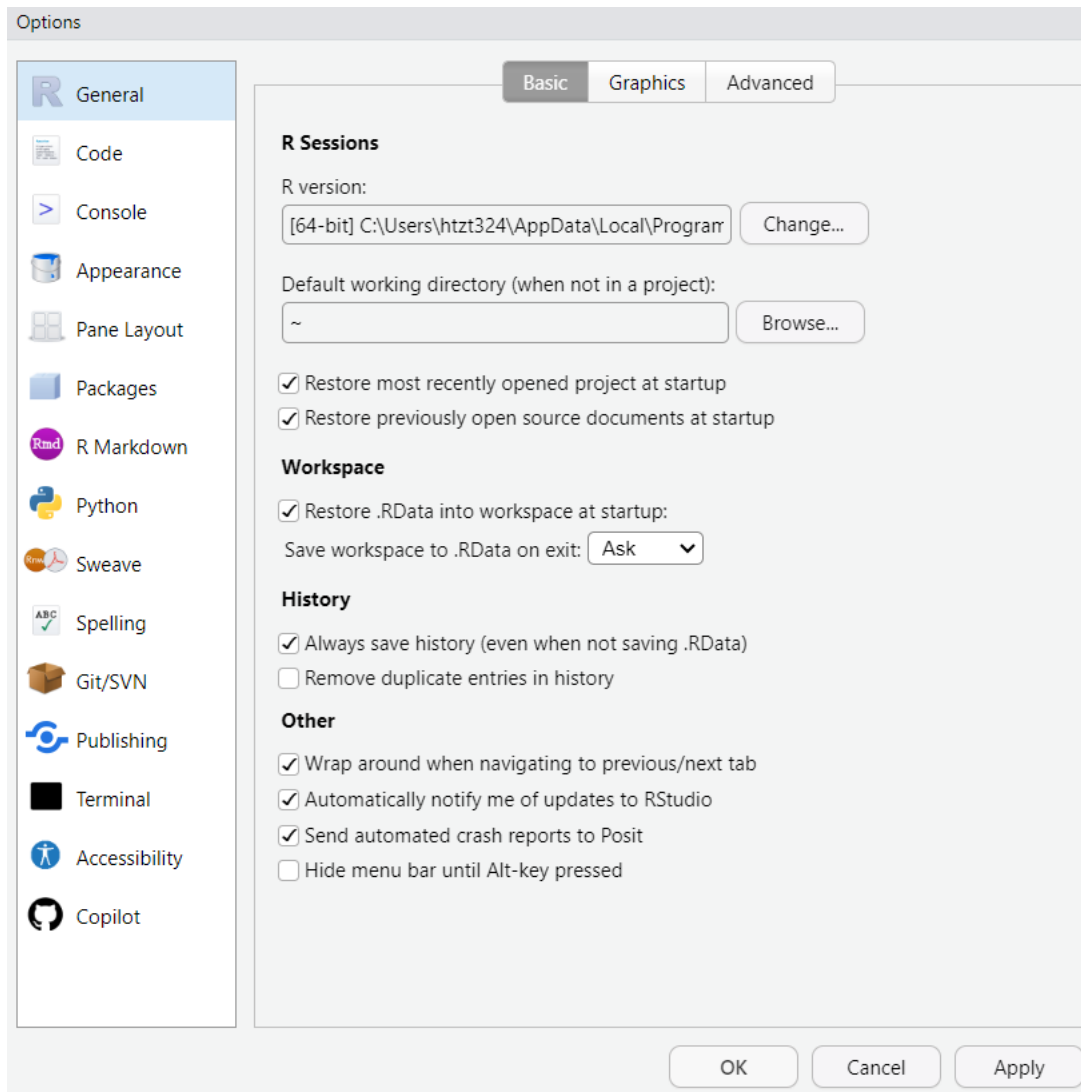 Options
General
Code
Console
Appearance
Pane Layout
Packages
Rmd
R Markdown
Python
Rnw
Sweave
ABC
Spelling
Git/SVN
Publishing
Terminal
Accessibility
Copilot
Basic Graphics Advanced
R Sessions
R version:
[64-bit] C:\Users\htzt324\AppData\Local\Program Change...
Default working directory (when not in a project):
~ Browse...
Restore most recently opened project at startup
Restore previously open source documents at startup
Workspace
Restore .RData into workspace at startup:
Save workspace to .RData on exit: Ask
History
Always save history (even when not saving .RData)
Remove duplicate entries in history
Other
Wrap around when navigating to previous/next tab
Automatically notify me of updates to RStudio
Send automated crash reports to Posit
Hide menu bar until Alt-key pressed
OK Cancel Apply